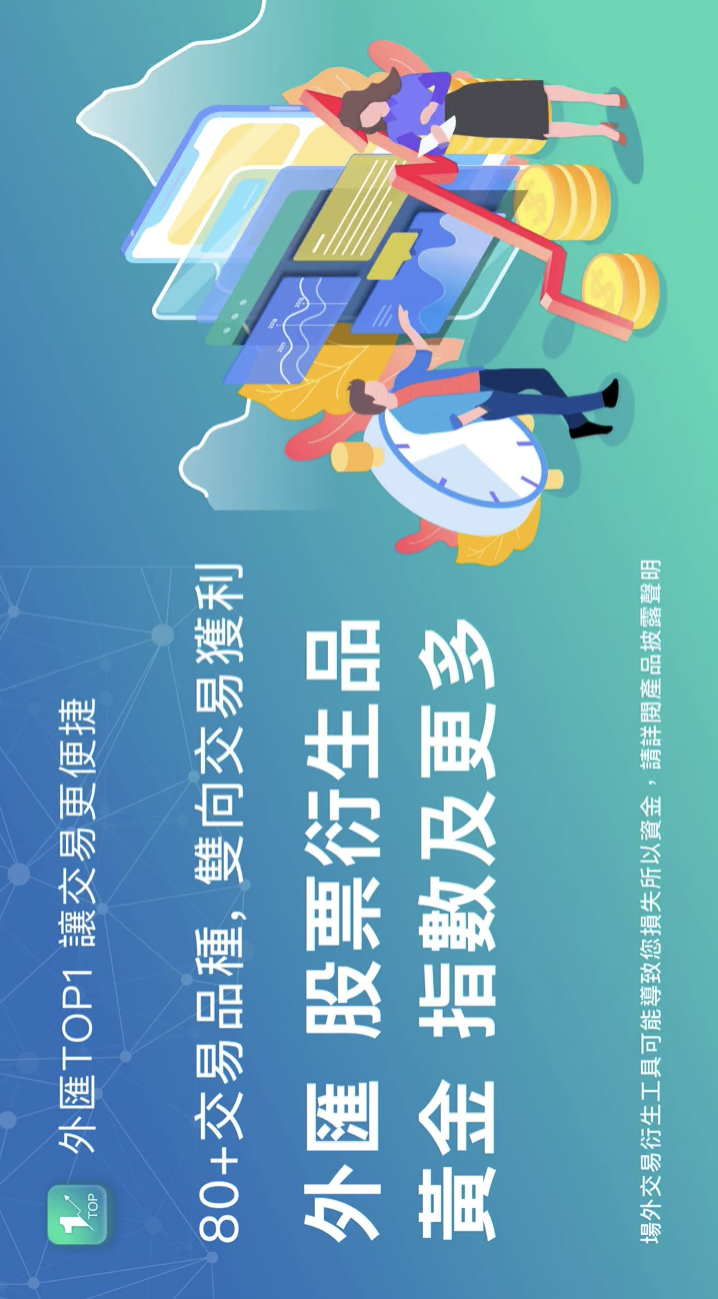 TOP
外匯TOP1 讓交易更便捷
80+交易品種, 雙向交易獲利
外匯 股票衍生品
黃金 指數及更多
場外交易衍生工具可能導致您損失所以資金，請詳閱產品披露聲明